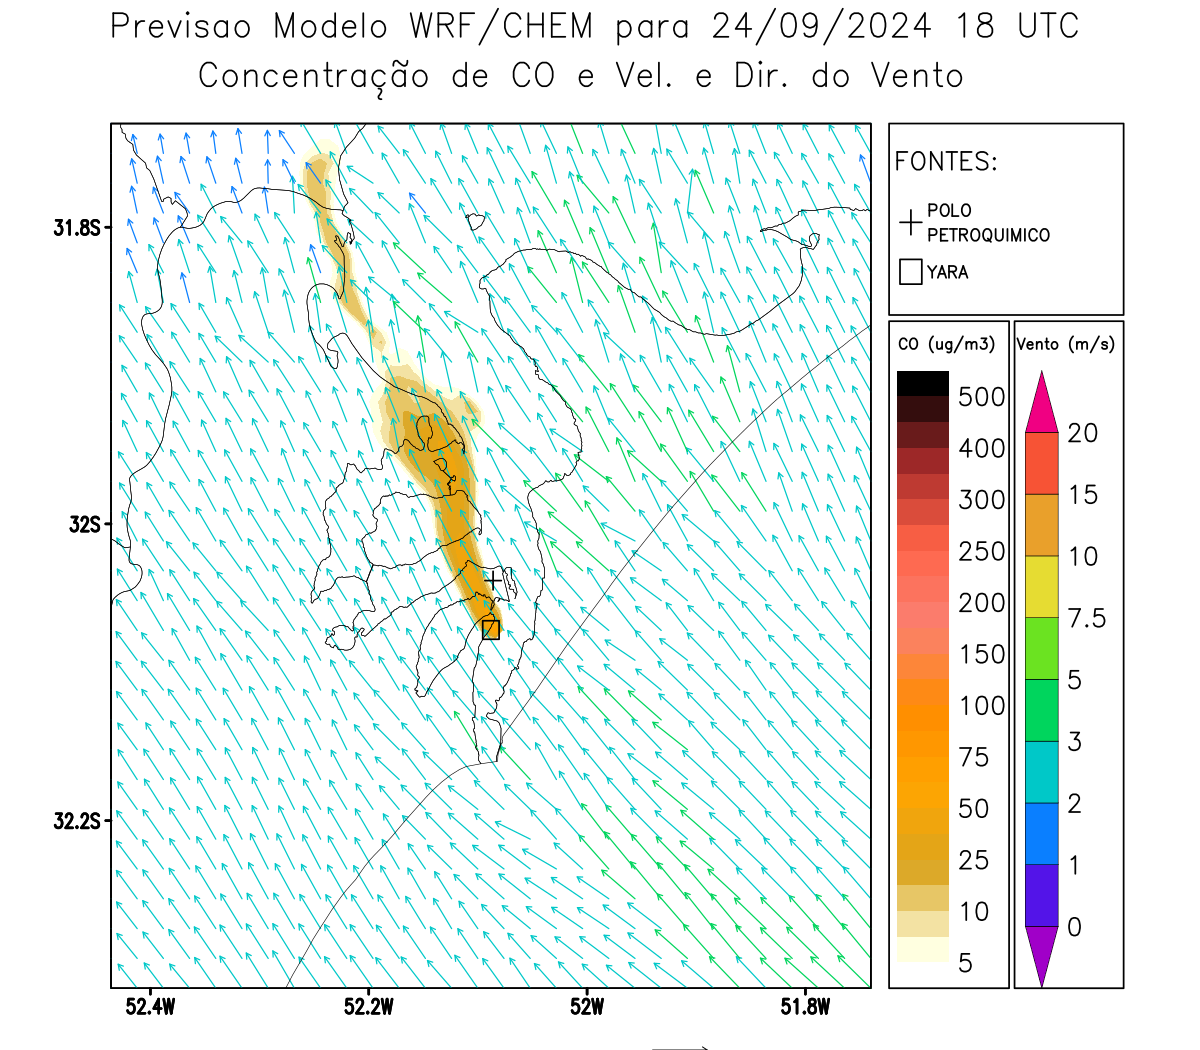 Previsao Modelo WRF/CHEM para 24/09/2024 18 UTC
Concentração de CO e Vel. e Dir. do Vento
FONTES:
POLO
PETROQUIMICO
YARA
CO (ug/m3)
500
400
300
250
200
150
100
75
50
25
10
5
Vento (m/s)
20
15
10
7.5
5
3
2
1
0
31.8S
32S
32.2S
52.4W
52.2W
52W
51.8W